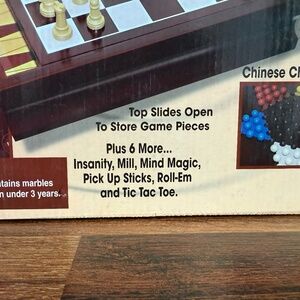 Chinese Ch
Top Slides Open
To Store Game Pieces
Plus 6 More...
Insanity, Mill, Mind Magic,
Pick Up Sticks, Roll-Em
and Tic Tac Toe.
tains marbles
n under 3 years.